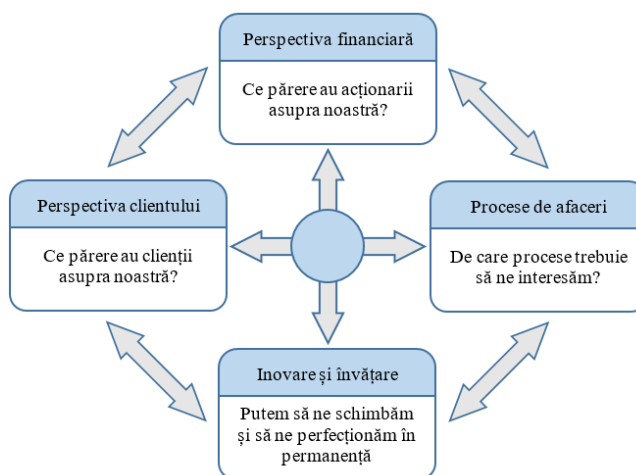 Perspectiva financiară
Ce părere au acționarii
asupra noastră?
Perspectiva clientului
Ce părere au clienții
asupra noastră?
Procese de afaceri
De care procese trebuie
să ne interesăm?
Inovare și învățare
Putem să ne schimbăm
și să ne perfecționăm în
permanență